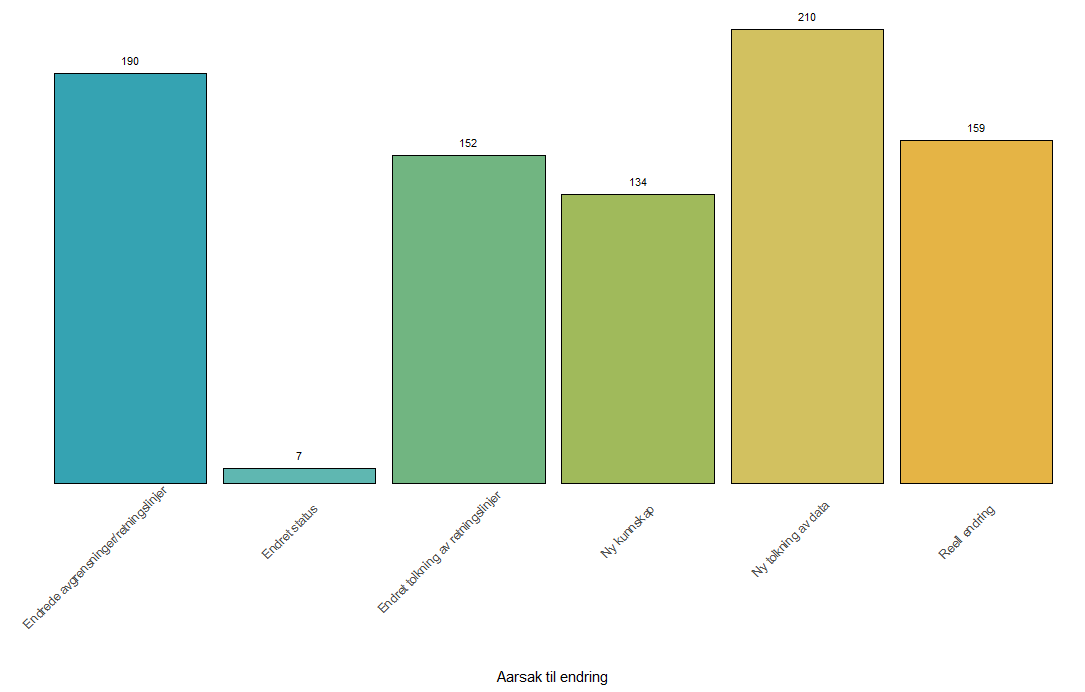 210
190
159
152
134
7
Endrede avgrensninger/retningslinjer
Endret status
Endret tolkning av retningslinjer
Ny kunnskap
Ny tolkning av data
Reell endring
Aarsak til endring